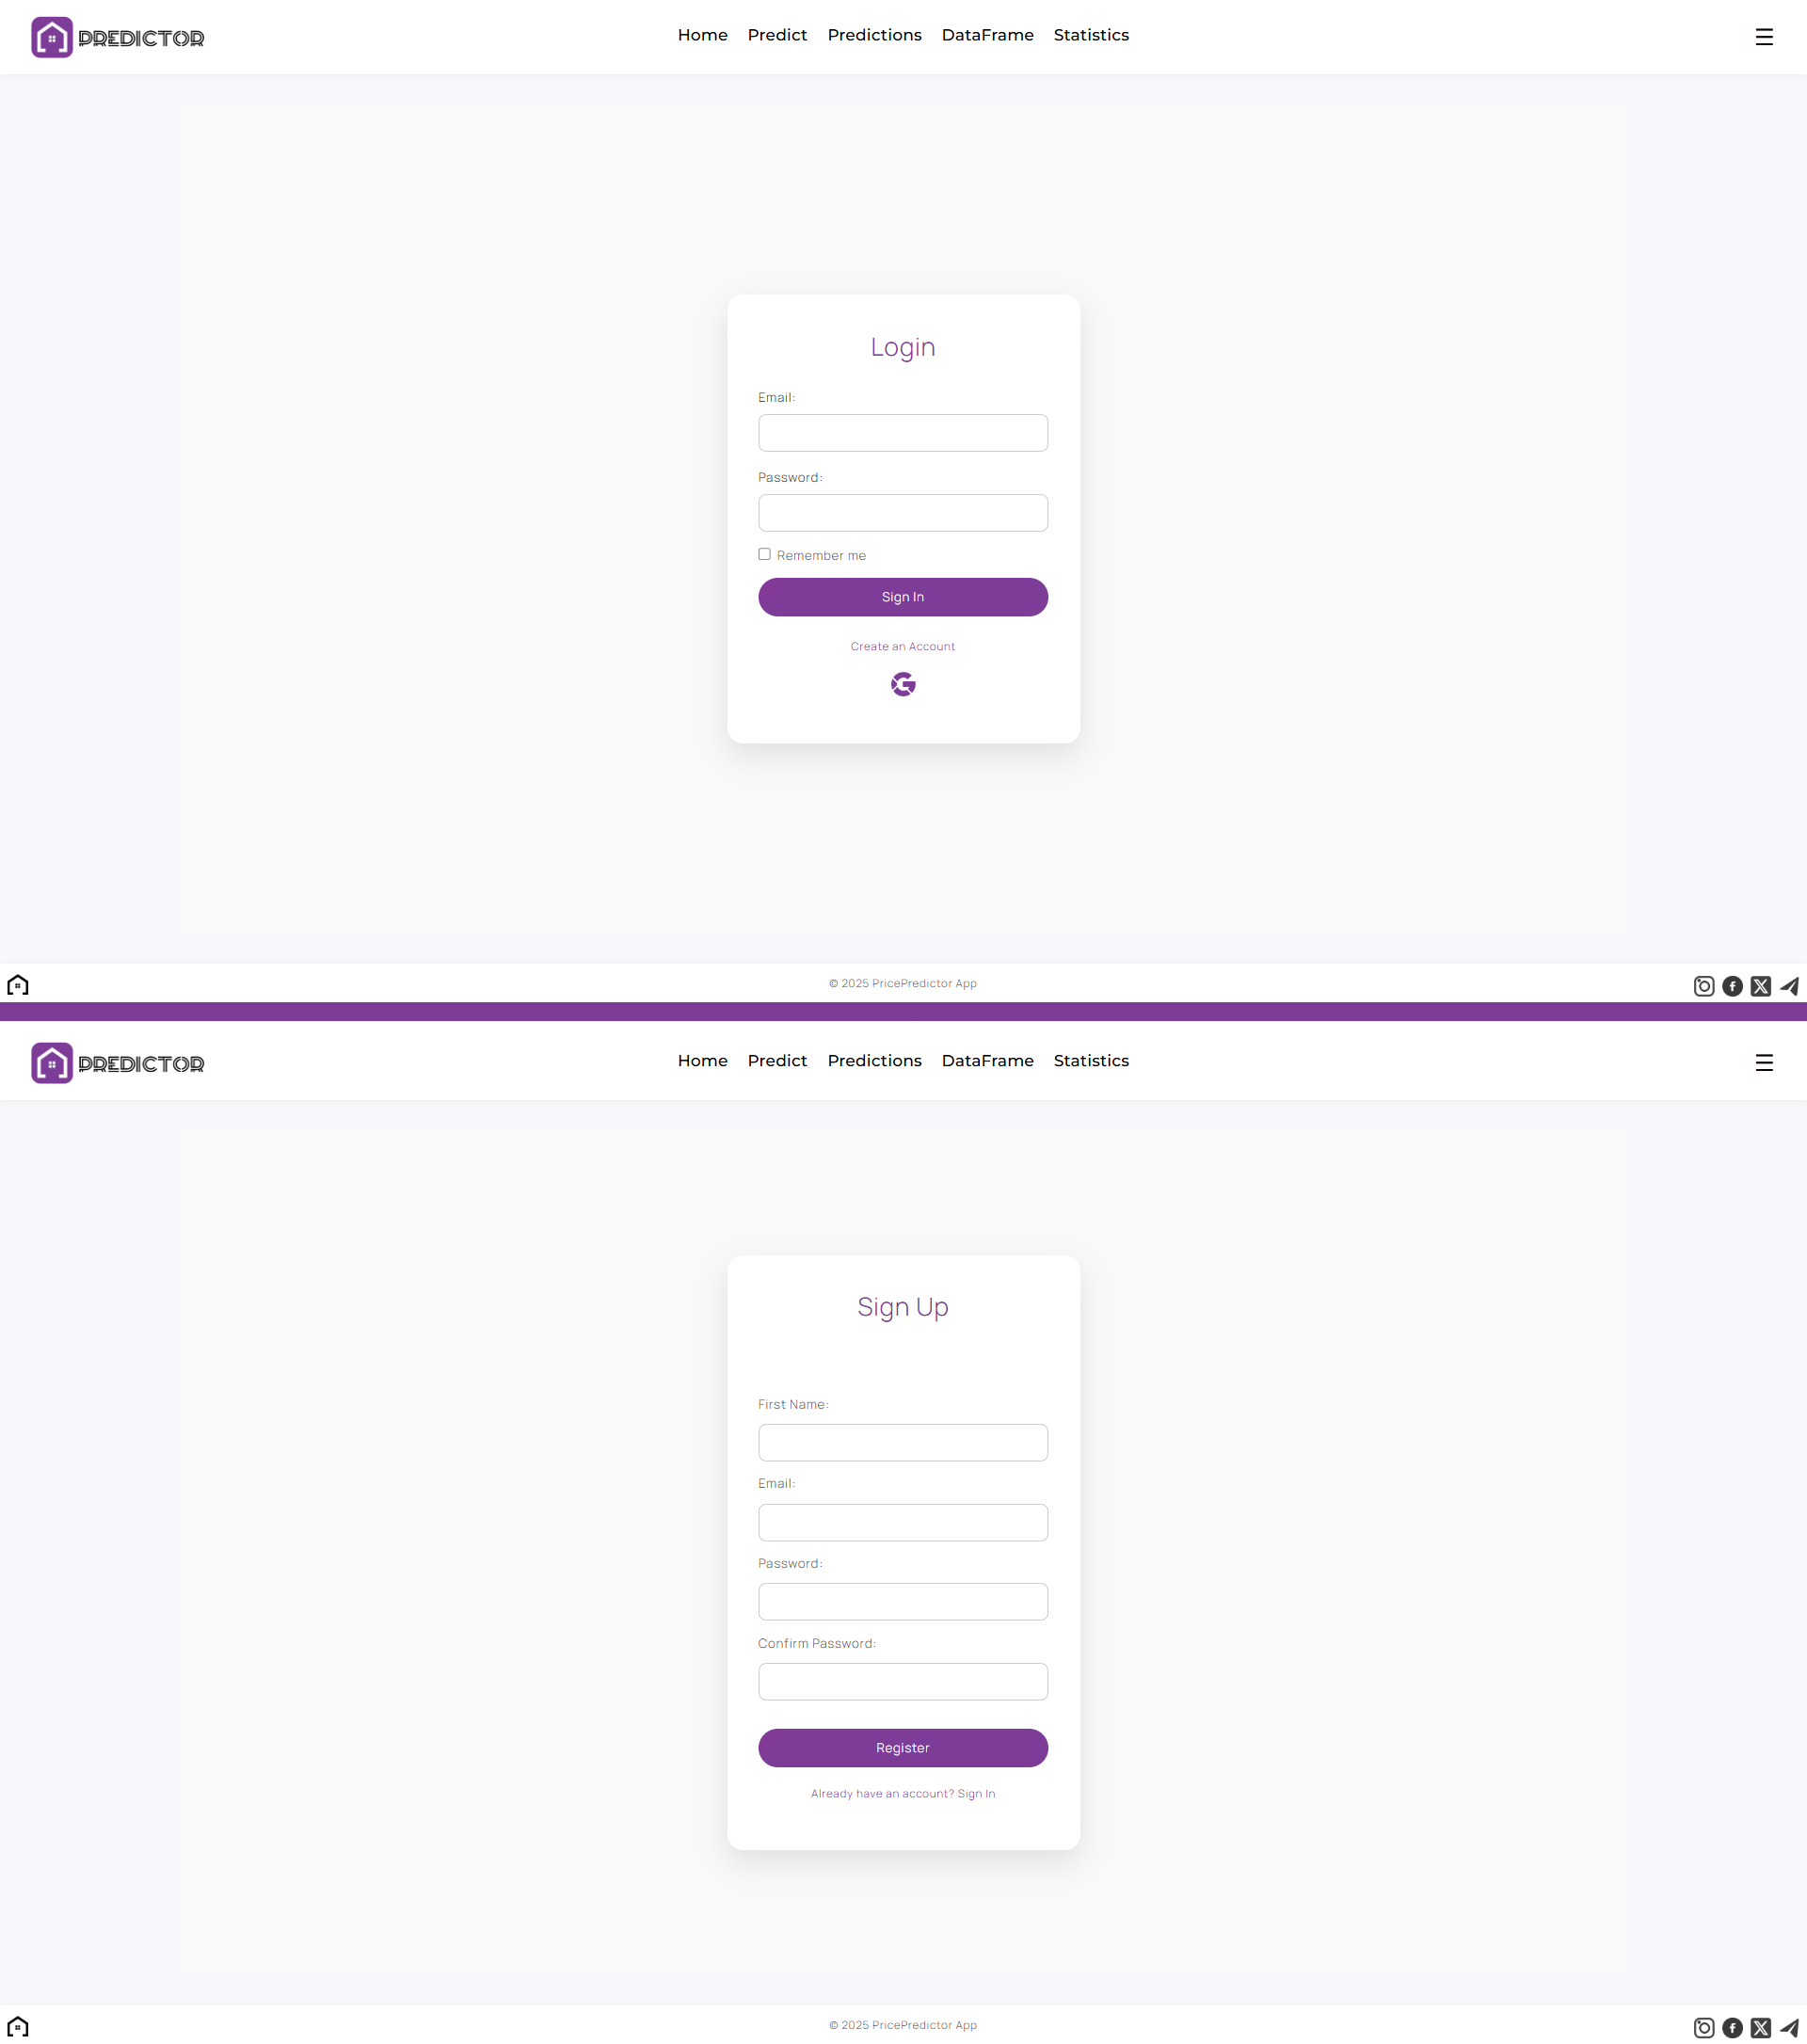 PREDICTOR
Home Predict Predictions DataFrame Statistics
Login
Email:
Password:
Remember me
Sign In
Create an Account
© 2025 PricePredictor App
PREDICTOR
Home Predict Predictions DataFrame Statistics
Sign Up
First Name:
Email:
Password:
Confirm Password:
Register
Already have an account? Sign In
© 2025 PricePredictor App